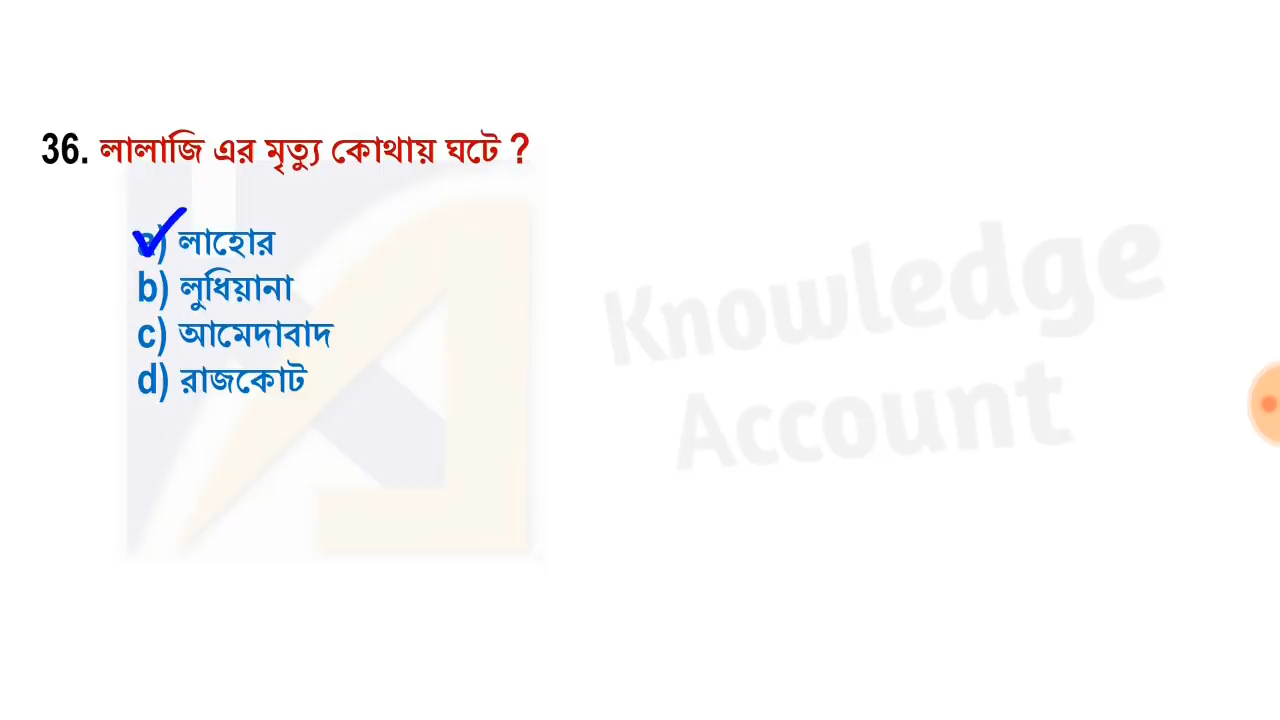 36. লালাজি এর মৃত্যু কোথায় ঘটে ?
a) লাহোর
b) লুধিয়ানা
c) আমেদাবাদ
d) রাজকোট
Knowledge
Account